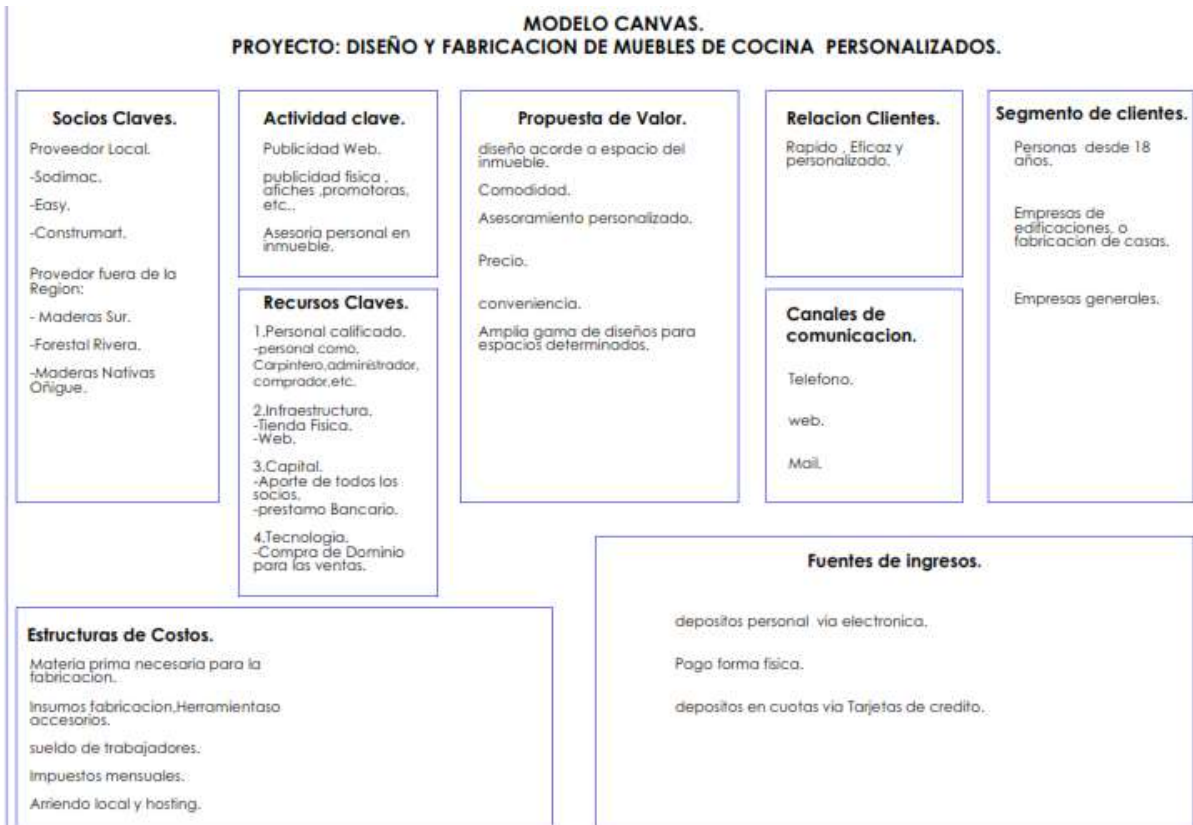 MODELO CANVAS.
PROYECTO: DISEÑO Y FABRICACION DE MUEBLES DE COCINA PERSONALIZADOS.
Socios Claves.
Proveedor Local.
-Sodimac.
-Easy.
-Construmart.
Provedor fuera de la
Region:
- Maderas Sur.
-Forestal Rivera.
-Maderas Nativas
Oñigue.
Actividad clave.
Publicidad Web.
publicidad fisica ,
afiches ,promotoras,
etc..
Asesoria personal en
inmueble.
Recursos Claves.
1.Personal calificado.
-personal como,
Carpintero,administrador,
comprador,etc.
2.Infraestructura.
-Tienda Fisica.
-Web.
3.Capital.
-Aporte de todos los
socios.
-prestamo Bancario.
4.Tecnologia.
-Compra de Dominio
para las ventas.
Propuesta de Valor.
diseño acorde a espacio del
inmueble.
Comodidad.
Asesoramiento personalizado.
Precio.
conveniencia.
Amplia gama de diseños para
espacios determinados.
Relacion Clientes.
Rapido , Eficaz y
personalizado.
Canales de
comunicacion.
Telefono.
web.
Mail.
Segmento de clientes.
Personas desde 18
años.
Empresas de
edificaciones, o
fabricacion de casas.
Empresas generales.
Estructuras de Costos.
Materia prima necesaria para la
fabricacion.
Insumos fabricacion,Herramientaso
accesorios.
sueldo de trabajadores.
Impuestos mensuales.
Arriendo local y hosting.
Fuentes de ingresos.
depositos personal via electronica.
Pago forma fisica.
depositos en cuotas via Tarjetas de credito.